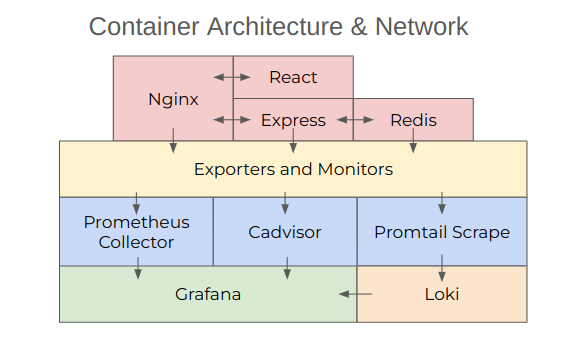 Container Architecture & Network
React
Nginx
Express
Redis
Exporters and Monitors
Prometheus
Collector
Cadvisor
Promtail Scrape
Grafana
Loki